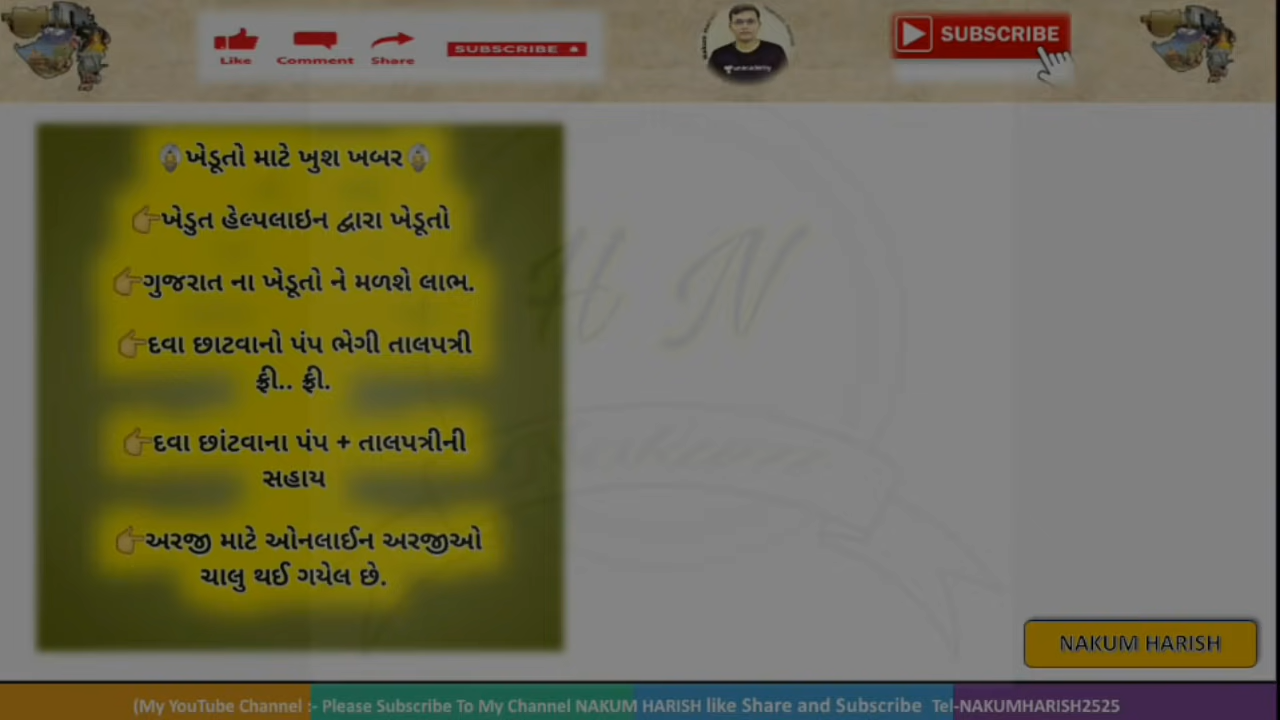 Like Comment Share SUBSCRIBE
SUBSCRIBE
ખેડૂતો માટે ખુશ ખબર
👉ખેડુત હેલ્પલાઇન દ્વારા ખેડૂતો
👉ગુજરાત ના ખેડૂતો ને મળશે લાભ.
👉દવા છાટવાનો પંપ ભેગી તાલપત્રી
ફ્રી.. ફ્રી.
👉દવા છાંટવાના પંપ + તાલપત્રીની
સહાય
👉અરજી માટે ઓનલાઈન અરજીઓ
ચાલુ થઈ ગયેલ છે.
H N
NAKUM HARISH
(My YouTube Channel :- Please Subscribe To My Channel NAKUM HARISH like Share and Subscribe Tel-NAKUMHARISH2525